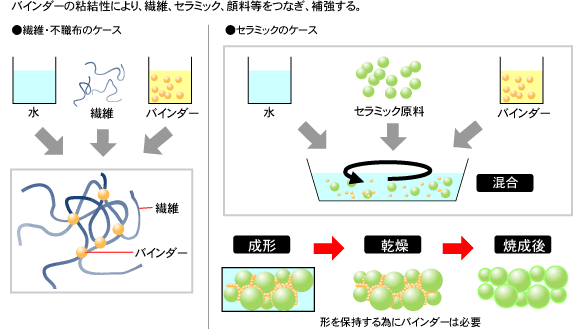 バインダーの粘結性により、繊維、セラミック、顔料等をつなぎ、補強する。
●繊維・不職布のケース
水
繊維
バインダー
繊維
バインダー
●セラミックのケース
セラミック原料
水
バインダー
混合
成形
乾燥
焼成後
形を保持する為にバインダーは必要